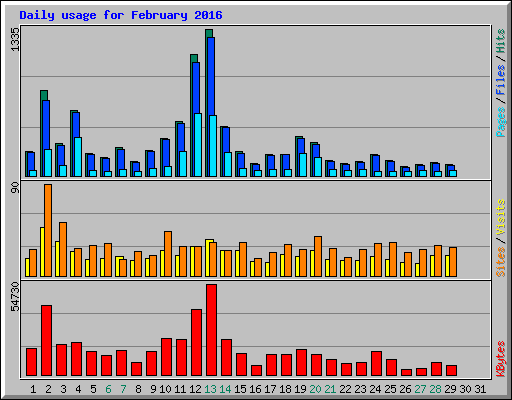 Daily usage for February 2016
1335
Pages / Files / Hits
90
Sites / Visits
54730
KBytes
1 2 3 4 5 6 7 8 9 10 11 12 13 14 15 16 17 18 19 20 21 22 23 24 25 26 27 28 29 30 31